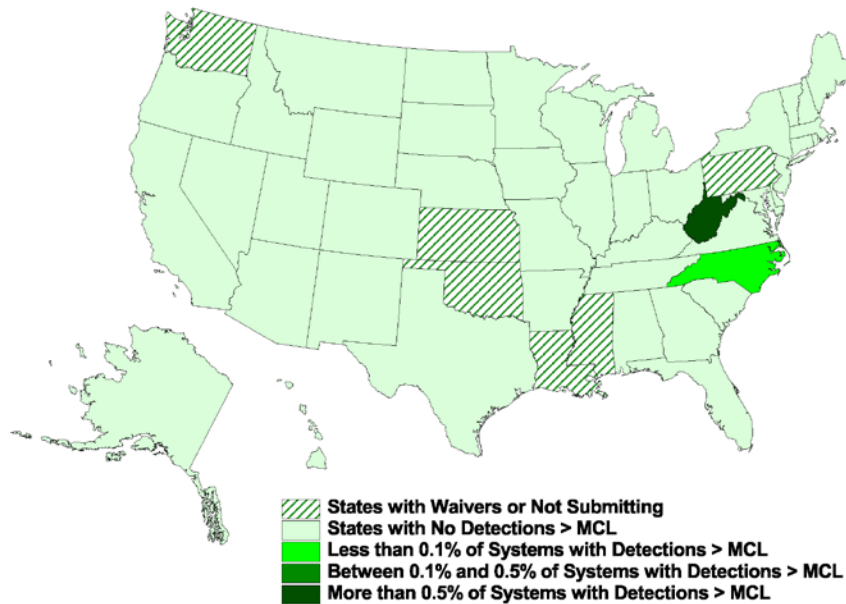 States with Waivers or Not Submitting
States with No Detections > MCL
Less than 0.1% of Systems with Detections > MCL
Between 0.1% and 0.5% of Systems with Detections > MCL
More than 0.5% of Systems with Detections > MCL